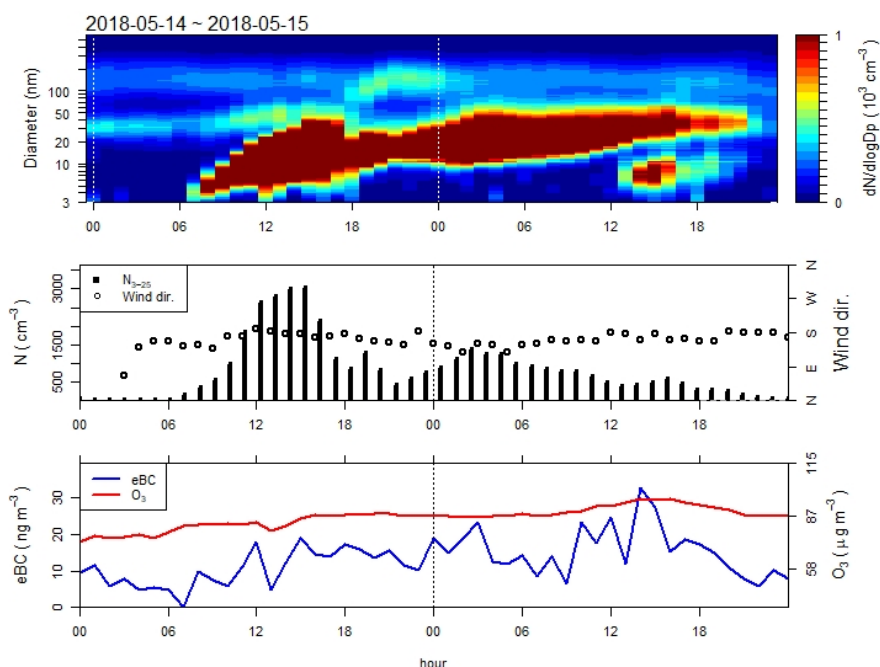 2018-05-14 ~ 2018-05-15
Diameter (nm)
100
50
20
10
5
3
00 06 12 18 00 06 12 18
1
0
dN/dlogDp ( 10³ cm⁻³ )
N ( cm⁻³ )
3000
1500
500
N₃₋₂₅
Wind dir.
N
W
S
E
N
Wind dir.
00 06 12 18 00 06 12 18
eBC ( ng m⁻³ )
30
20
10
0
eBC
O₃
115
87
58
O₃ ( µg m⁻³ )
00 06 12 18 00 06 12 18
hour